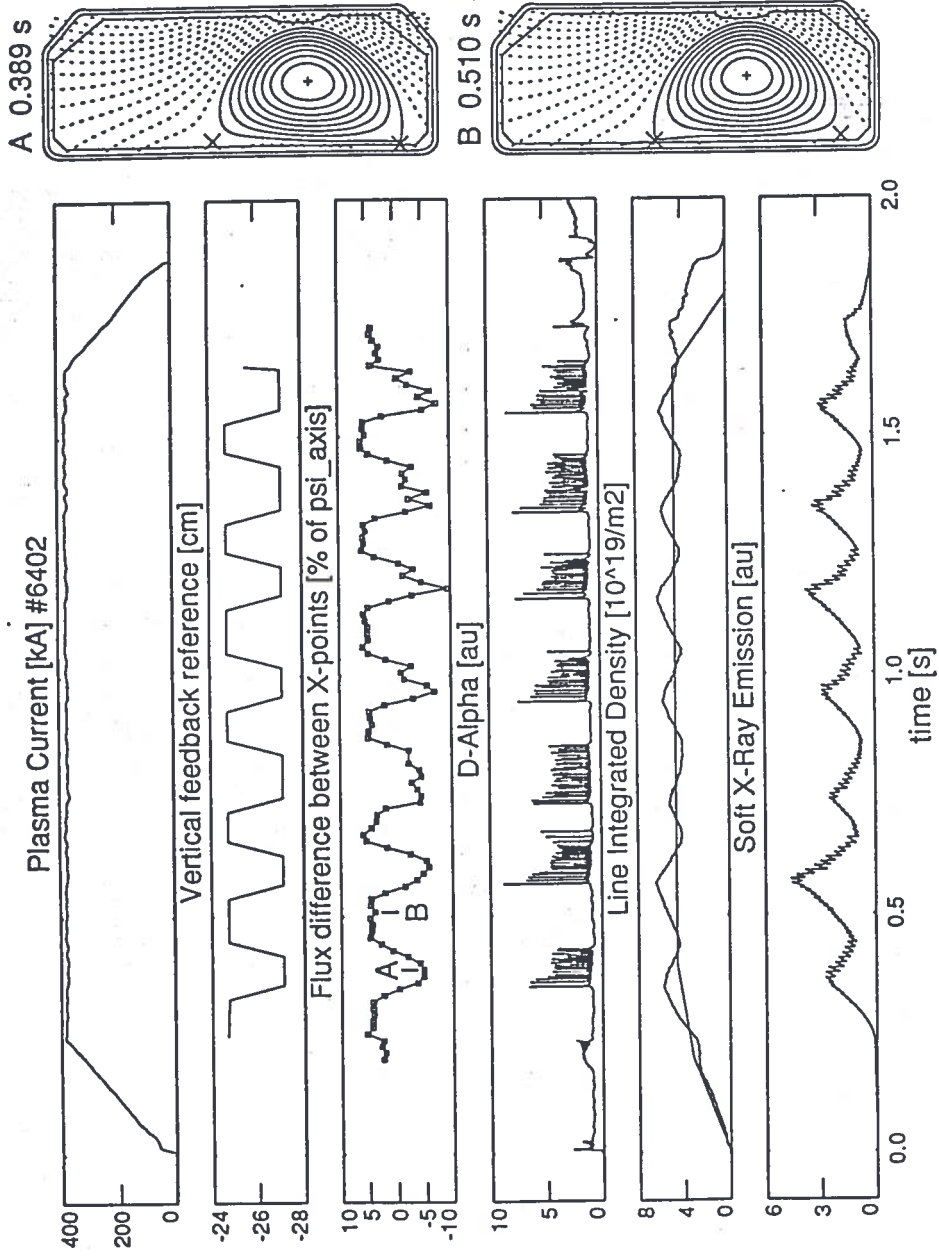 Plasma Current [kA] #6402
400
200
0
Vertical feedback reference [cm]
-24
-26
-28
Flux difference between X-points [% of psi_axis]
10
5
0
-5
-10
A
B
D-Alpha [au]
10
5
0
Line Integrated Density [10^19/m2]
8
4
0
Soft X-Ray Emission [au]
6
3
0
0.0
0.5
1.0
1.5
2.0
time [s]
A 0.389 s
B 0.510 s